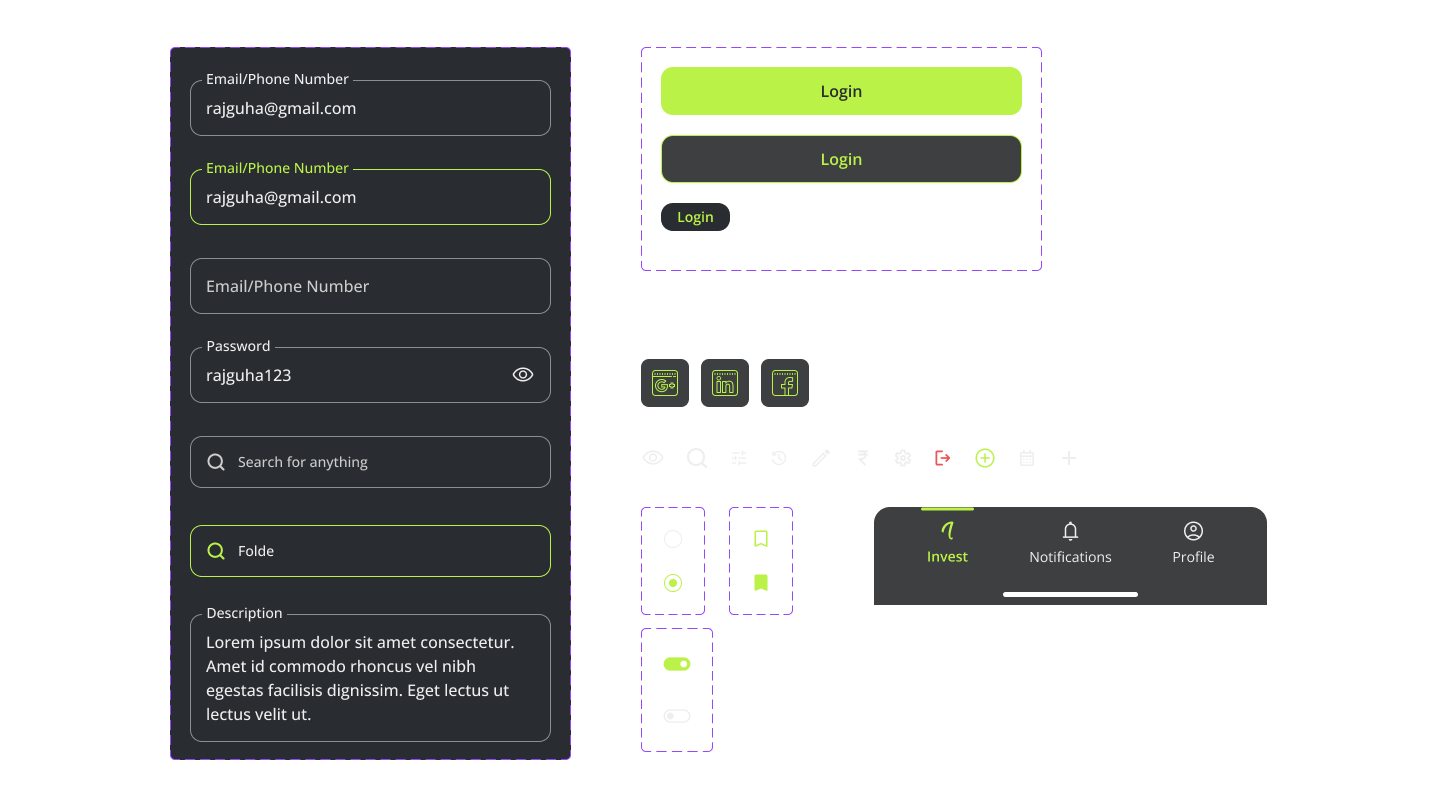 Email/Phone Number
rajguha@gmail.com
Email/Phone Number
rajguha@gmail.com
Email/Phone Number
Password
rajguha123
Search for anything
Folde
Description
Lorem ipsum dolor sit amet consectetur.
Amet id commodo rhoncus vel nibh
egestas facilisis dignissim. Eget lectus ut
lectus velit ut.
Login
Login
Login
G+
in
f
₹
Invest
Notifications
Profile